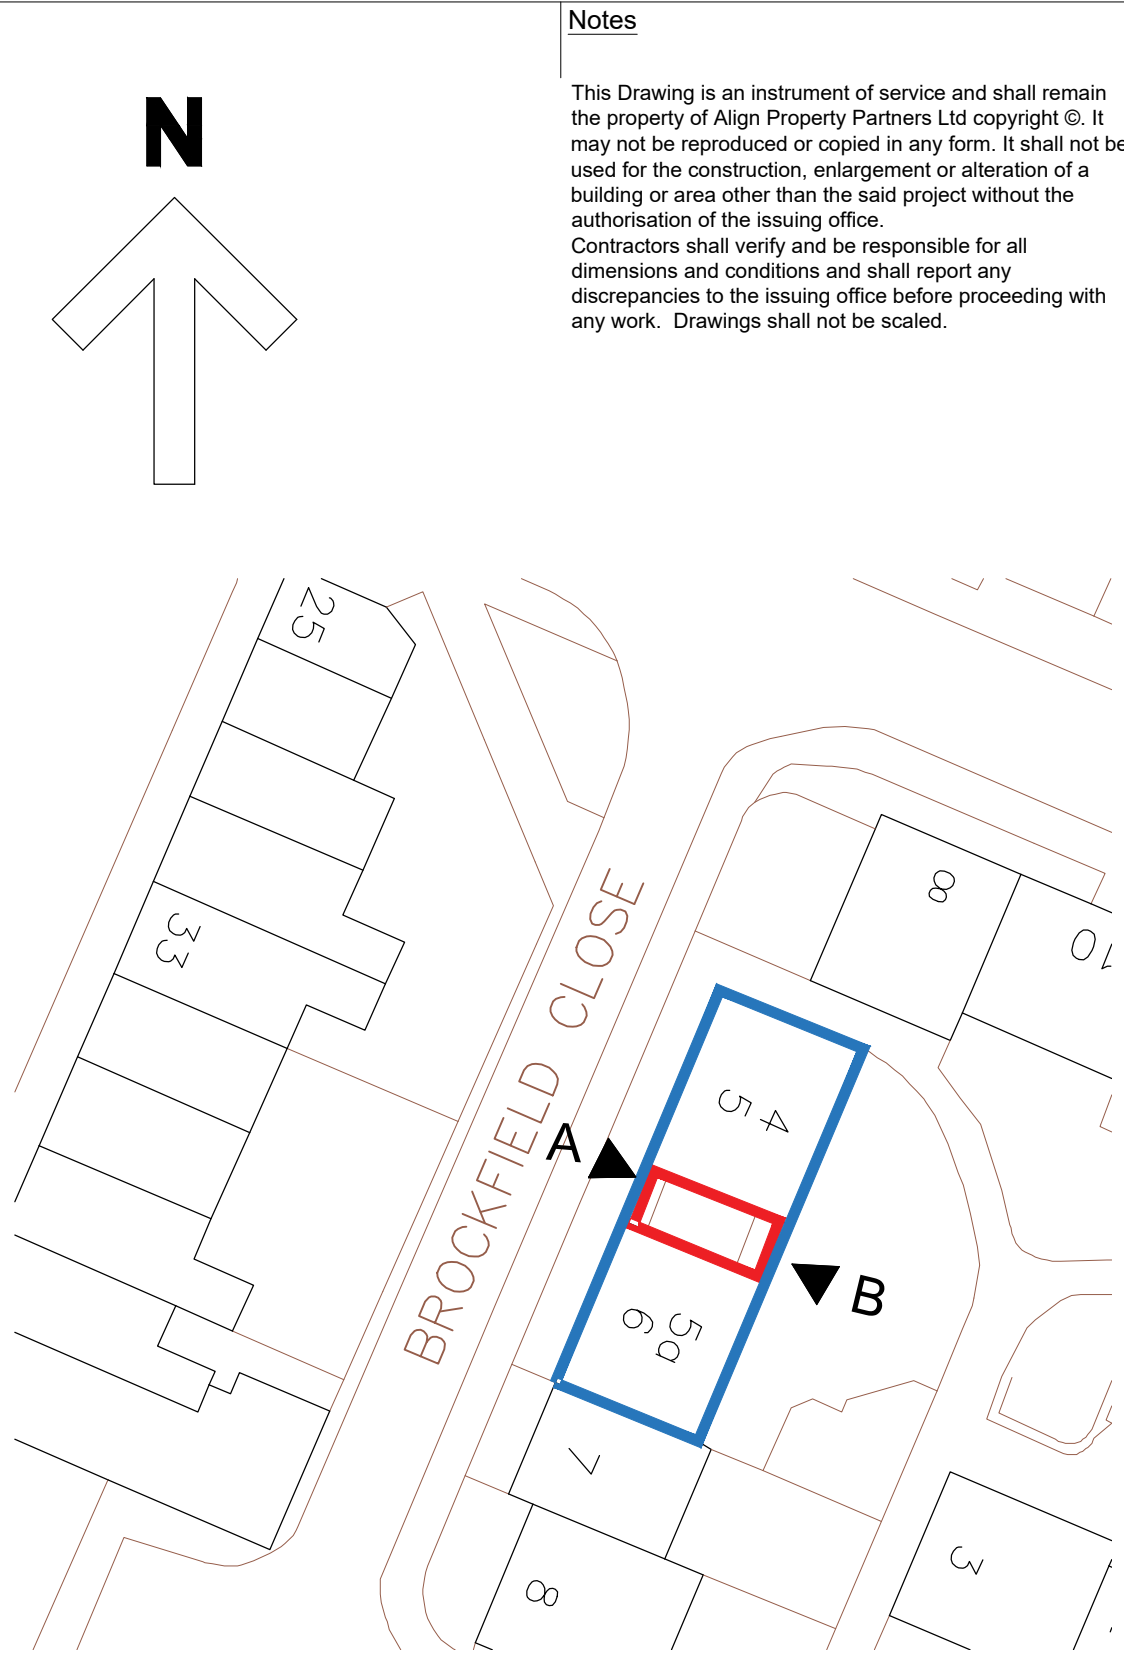 Notes
This Drawing is an instrument of service and shall remain
the property of Align Property Partners Ltd copyright ©. It
may not be reproduced or copied in any form. It shall not be
used for the construction, enlargement or alteration of a
building or area other than the said project without the
authorisation of the issuing office.
Contractors shall verify and be responsible for all
dimensions and conditions and shall report any
discrepancies to the issuing office before proceeding with
any work.  Drawings shall not be scaled.
N
25
33
8
10
BROCKFIELD CLOSE
4
5
A
B
5a
6
7
8
3